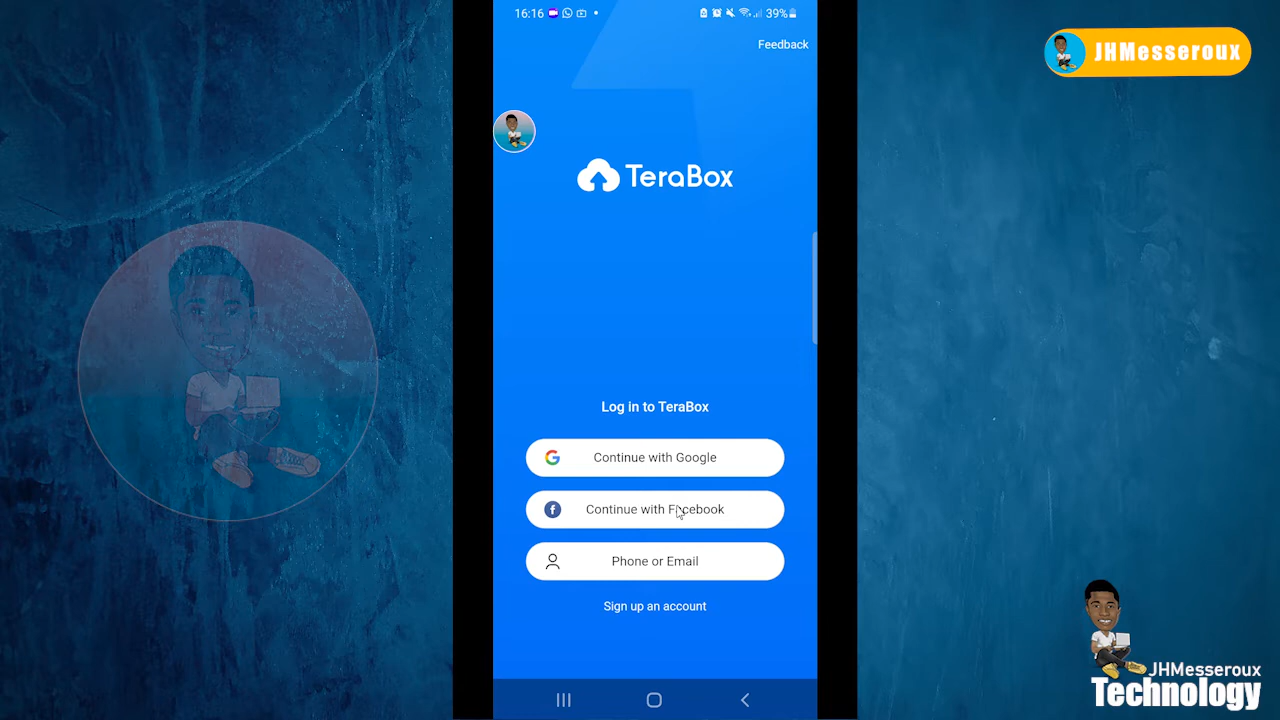 16:16
39%
Feedback
JHMesseroux
TeraBox
Log in to TeraBox
Continue with Google
Continue with Facebook
Phone or Email
Sign up an account
JHMesseroux
Technology